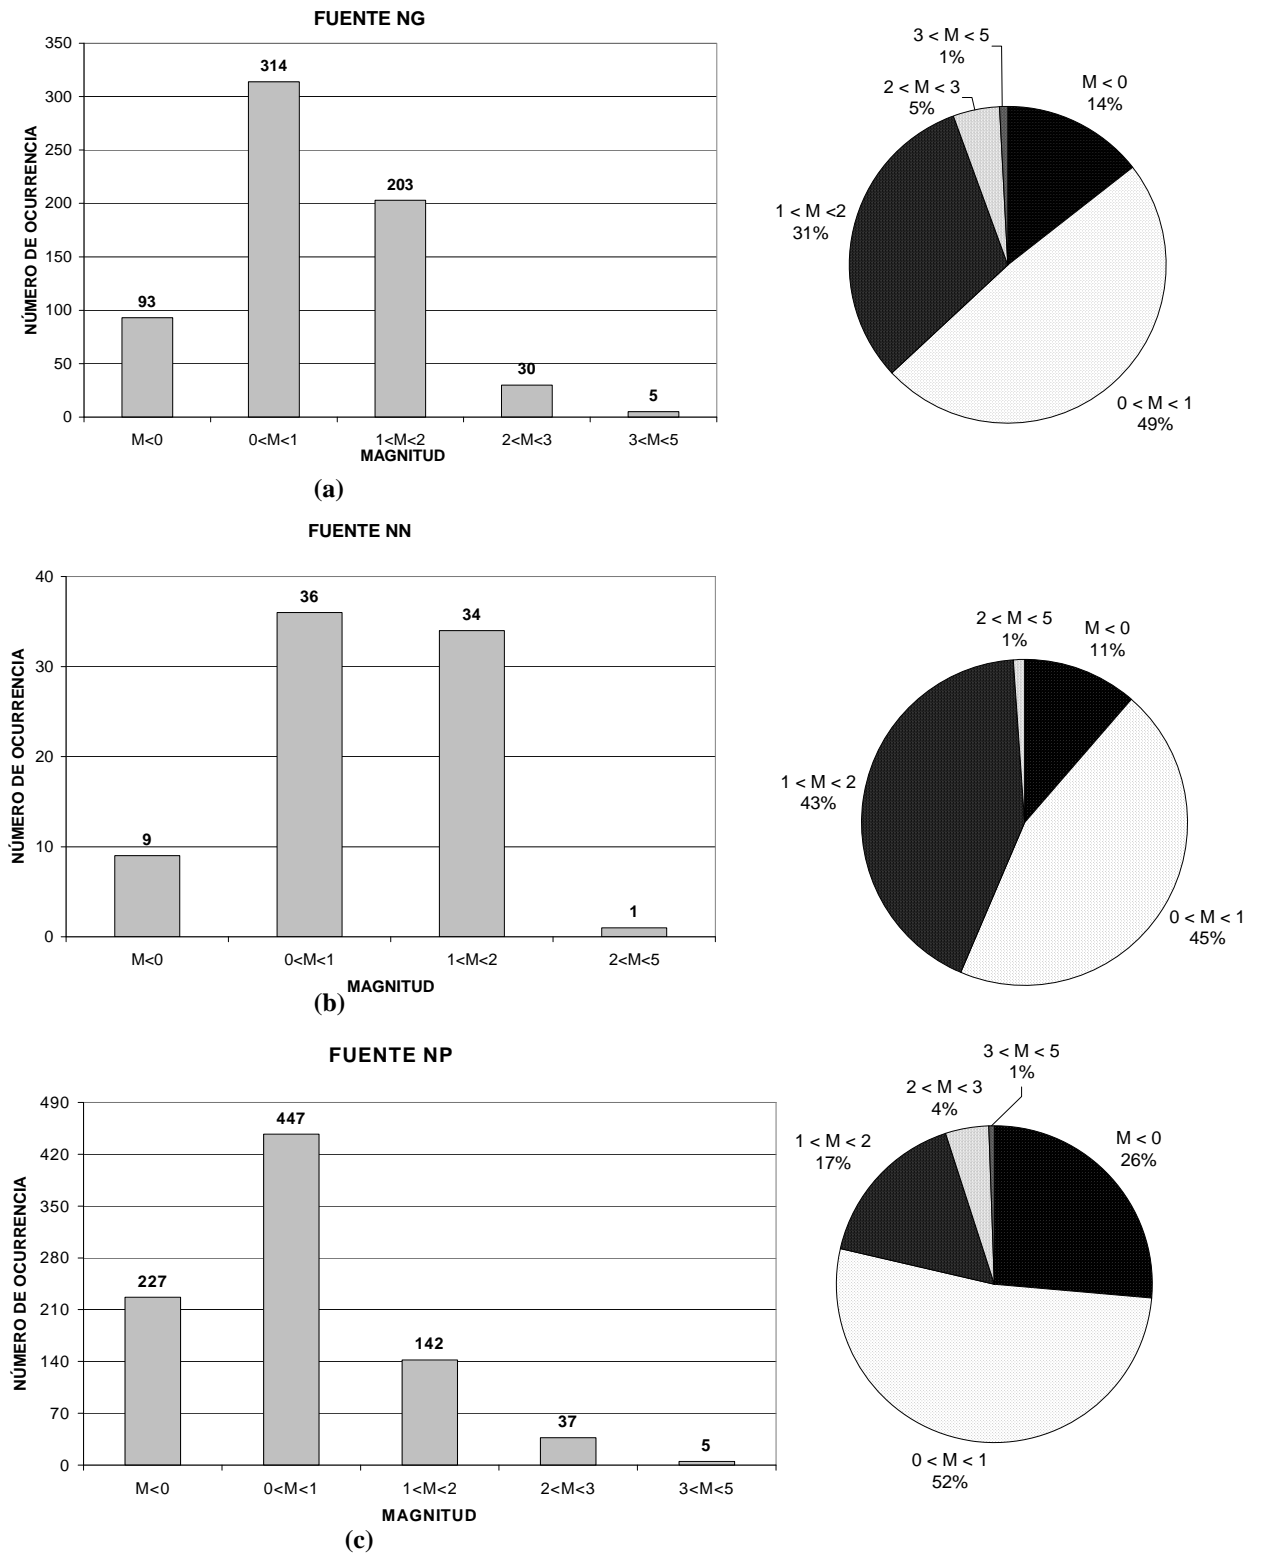 FUENTE NG
NÚMERO DE OCURRENCIA
350
300
250
200
150
100
50
0
93
314
203
30
5
M<0
0<M<1
1<M<2
2<M<3
3<M<5
MAGNITUD
3 < M < 5
1%
2 < M < 3
5%
M < 0
14%
1 < M <2
31%
0 < M < 1
49%
(a)
FUENTE NN
NÚMERO DE OCURRENCIA
40
30
20
10
0
9
36
34
1
M<0
0<M<1
1<M<2
2<M<5
MAGNITUD
2 < M < 5
1%
M < 0
11%
1 < M < 2
43%
0 < M < 1
45%
(b)
FUENTE NP
NÚMERO DE OCURRENCIA
490
420
350
280
210
140
70
0
227
447
142
37
5
M<0
0<M<1
1<M<2
2<M<3
3<M<5
MAGNITUD
3 < M < 5
1%
2 < M < 3
4%
1 < M < 2
17%
M < 0
26%
0 < M < 1
52%
(c)